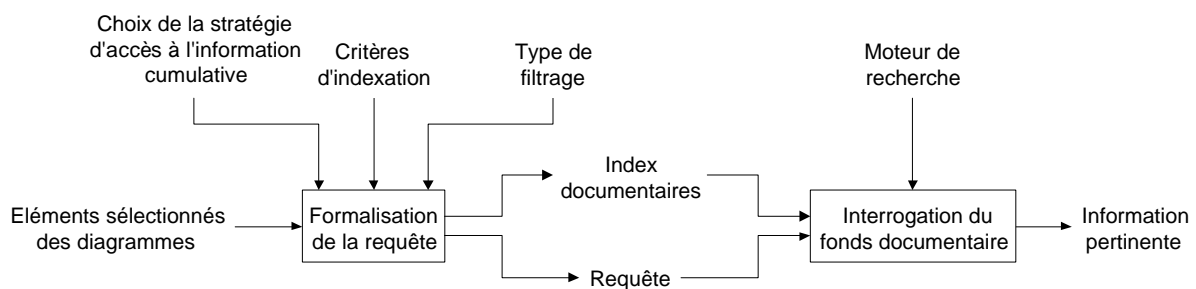 Choix de la stratégie
d'accès à l'information
cumulative
Critères
d'indexation
Type de
filtrage
Moteur de
recherche
Index
documentaires
Eléments sélectionnés
des diagrammes
Formalisation
de la requête
Interrogation du
fonds documentaire
Information
pertinente
Requête